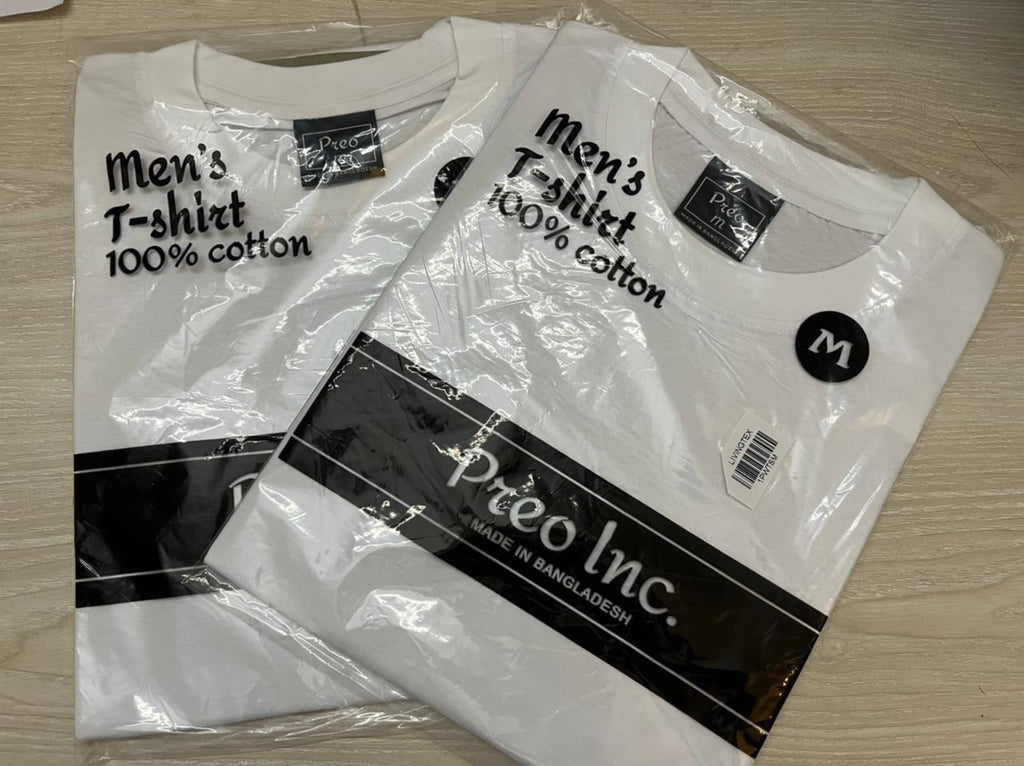 Men's
T-shirt
100% cotton
Preo
Men's
T-shirt
100% cotton
Preo
M
MADE IN BANGLADESH
M
LIVINGTEX
1PWTSM
Preo Inc.
MADE IN BANGLADESH